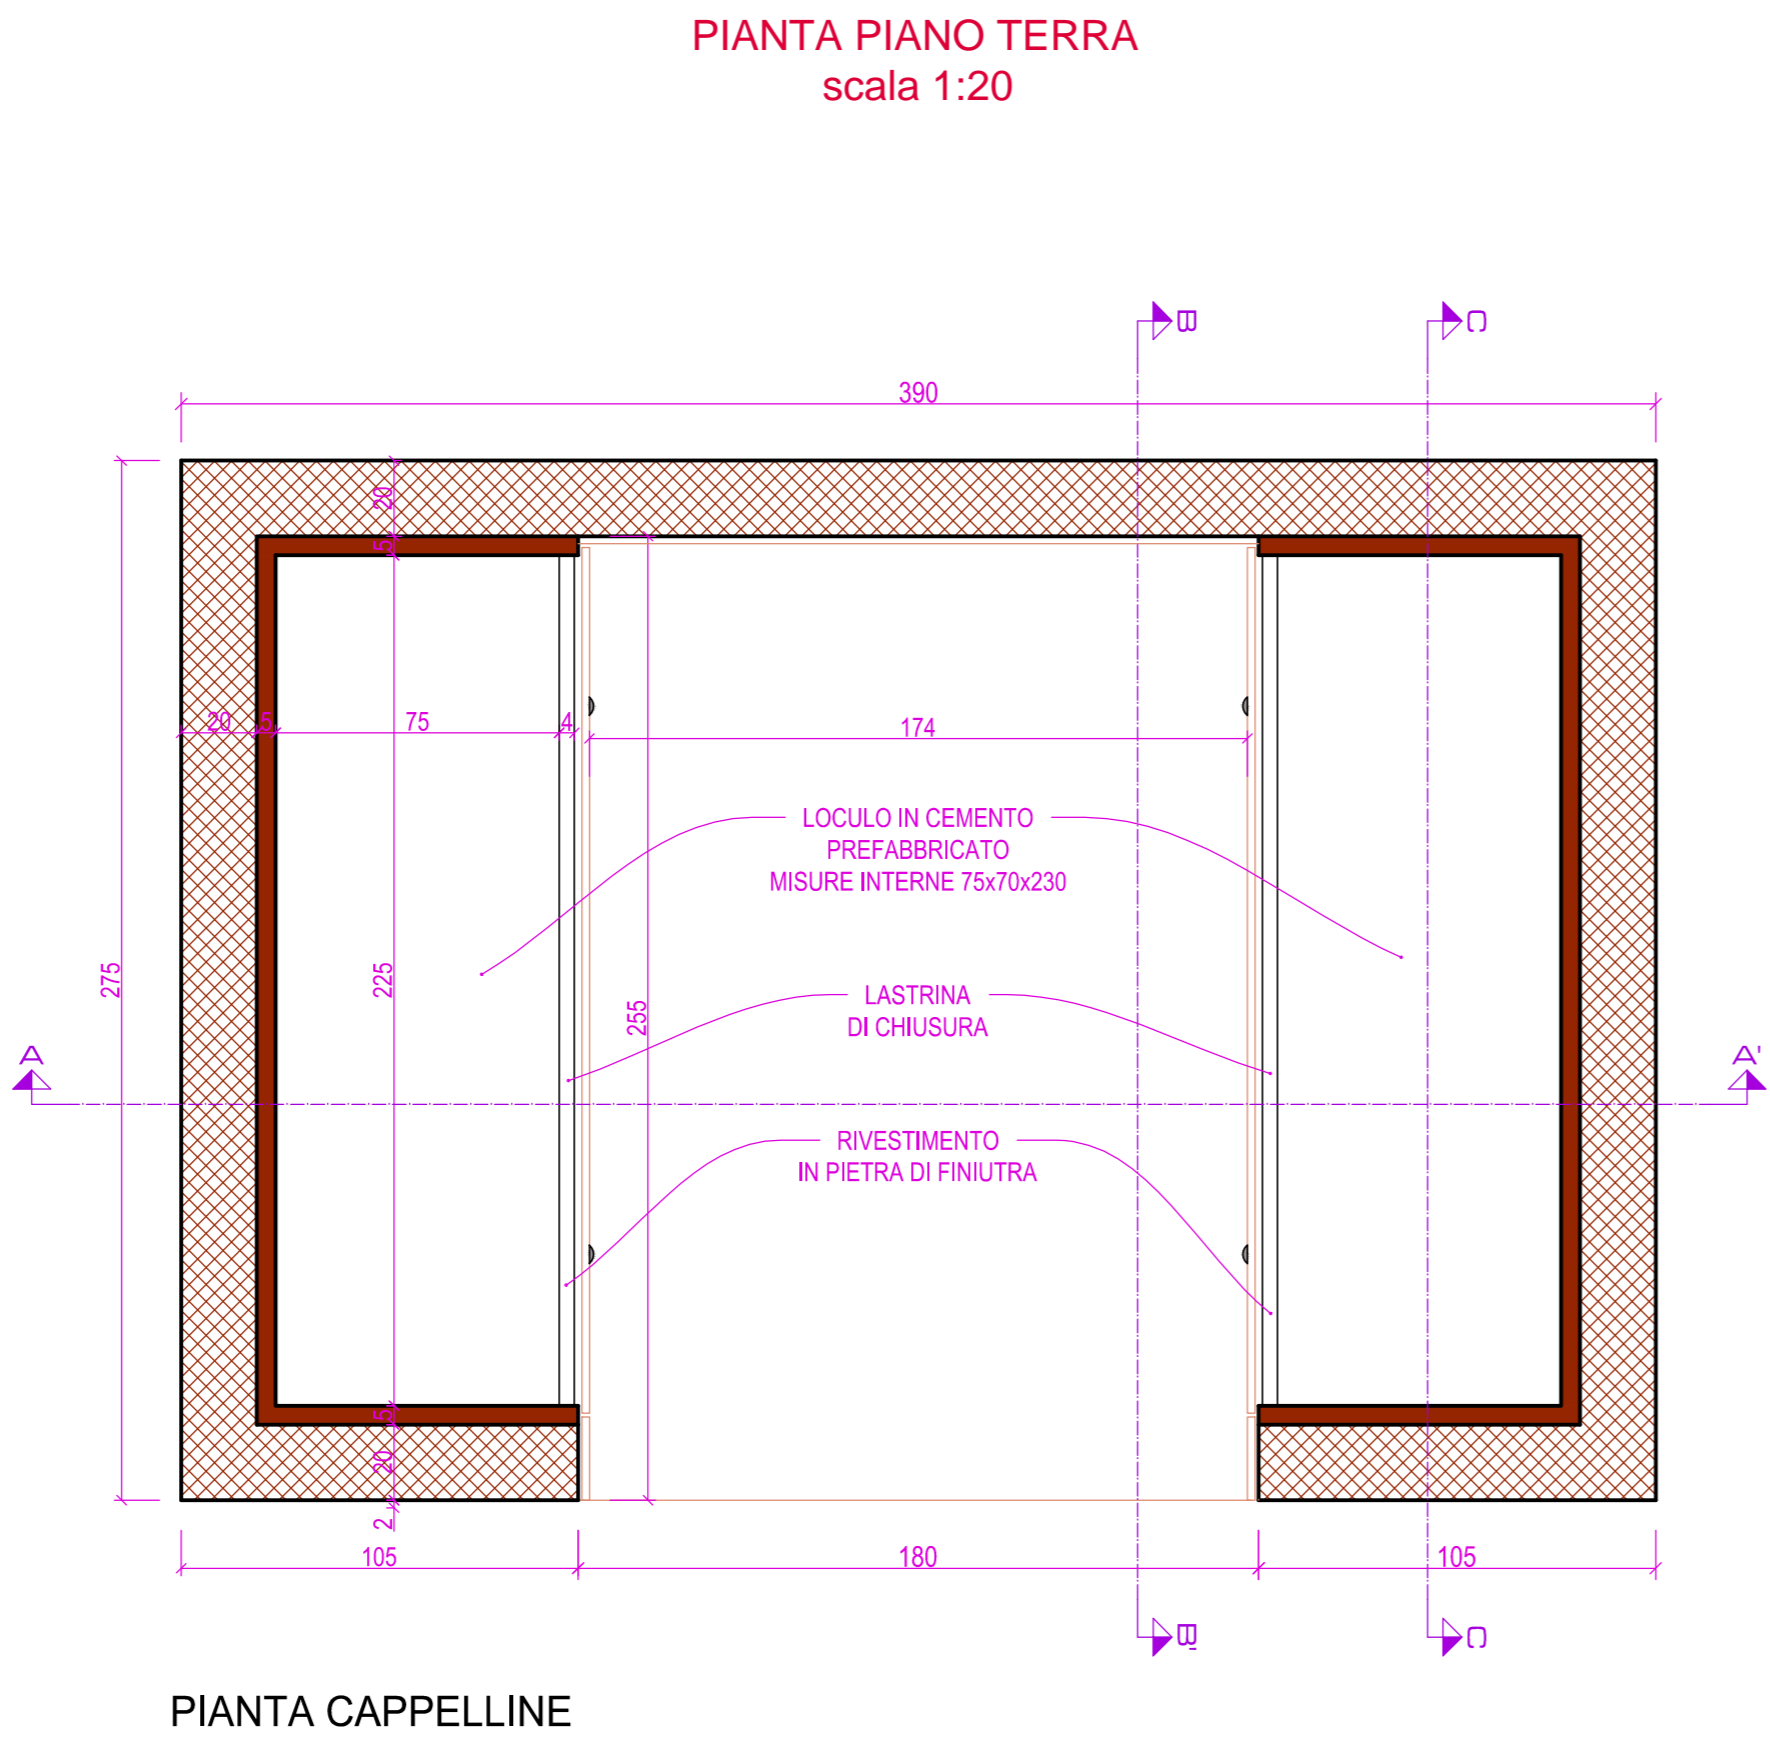 PIANTA PIANO TERRA
scala 1:20
B C
390
20
5
275
20 5 75 4 174
LOCULO IN CEMENTO
PREFABBRICATO
MISURE INTERNE 75x70x230
225
255
LASTRINA
DI CHIUSURA
A A'
RIVESTIMENTO
IN PIETRA DI FINIUTRA
5
20
2
105 180 105
B' C
PIANTA CAPPELLINE